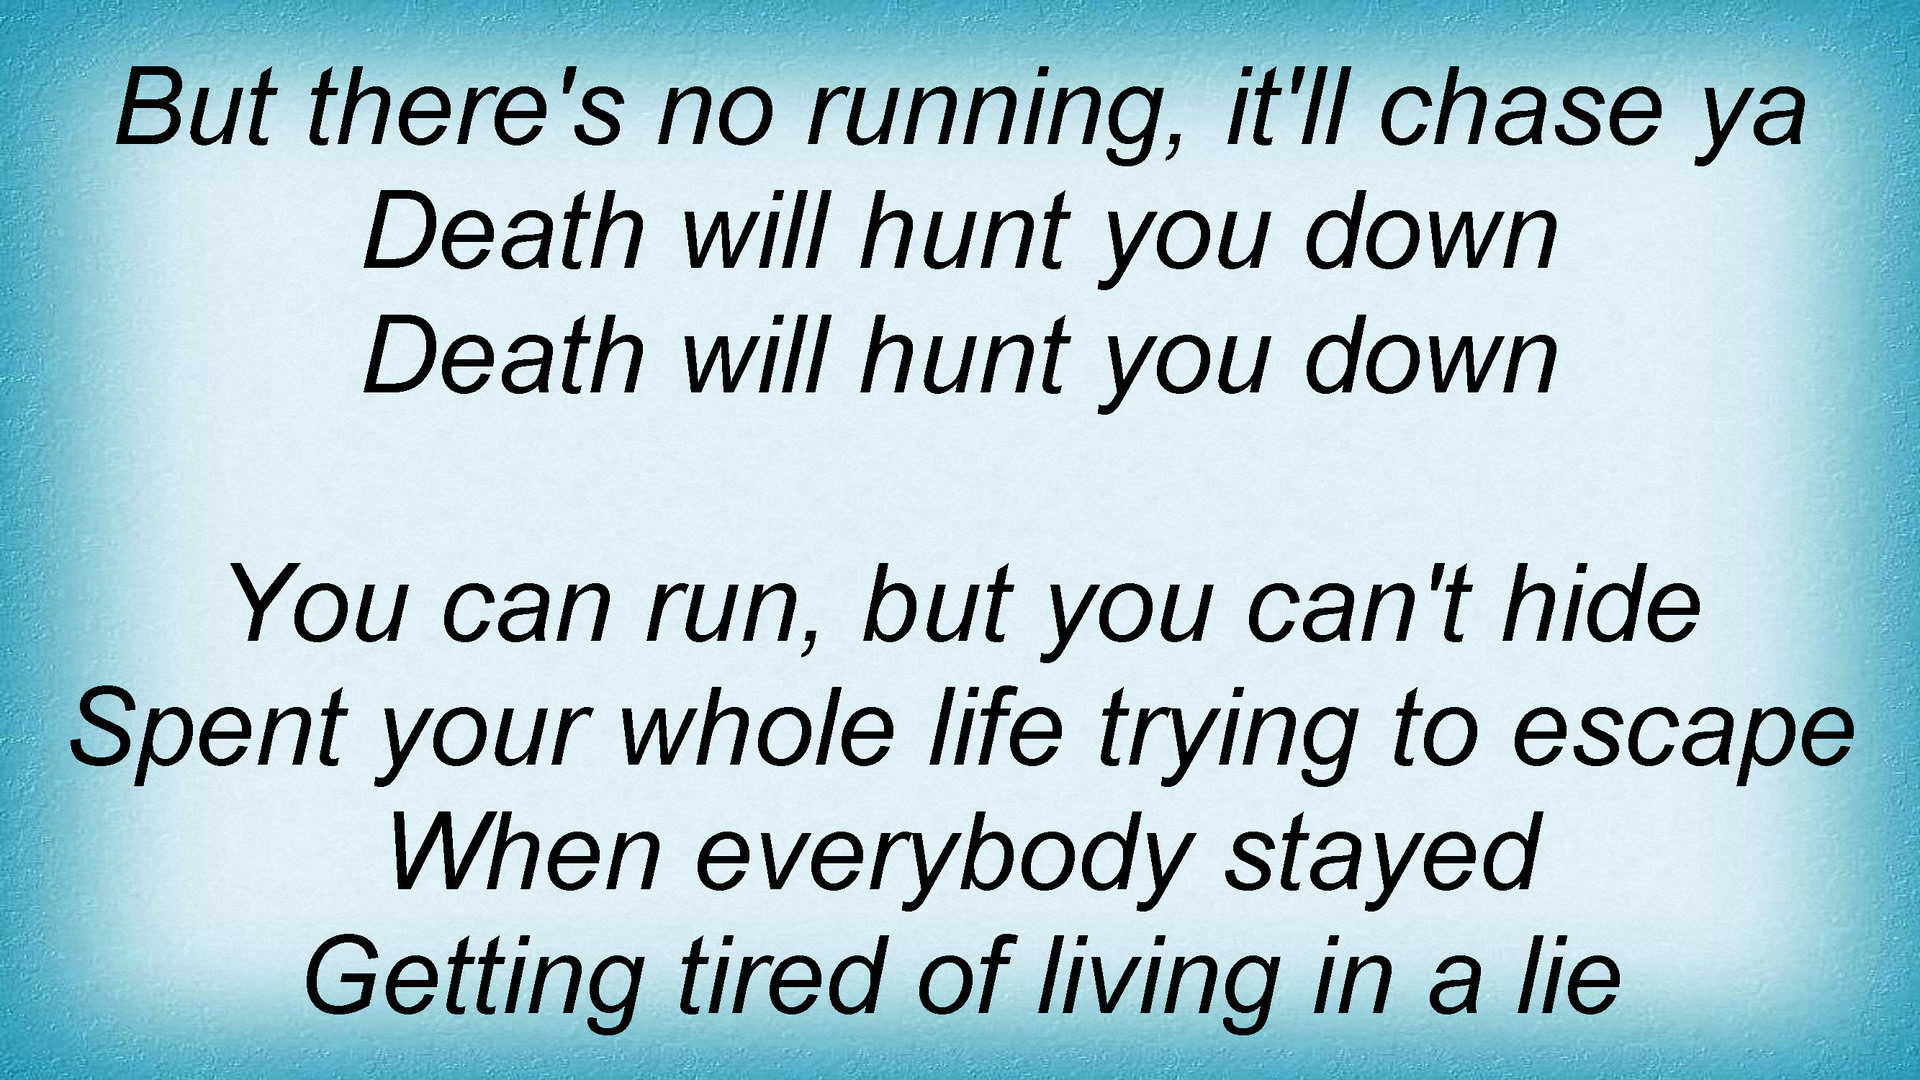 But there's no running, it'll chase ya
Death will hunt you down
Death will hunt you down
You can run, but you can't hide
Spent your whole life trying to escape
When everybody stayed
Getting tired of living in a lie